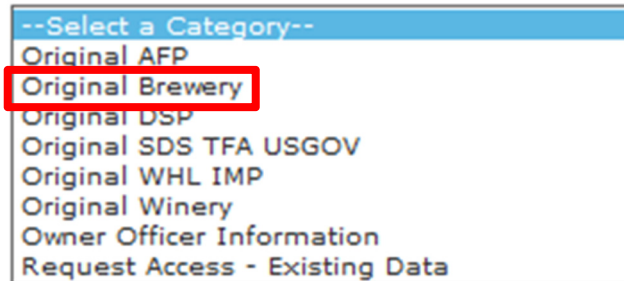 --Select a Category--
Original AFP
Original Brewery
Original DSP
Original SDS TFA USGOV
Original WHL IMP
Original Winery
Owner Officer Information
Request Access - Existing Data